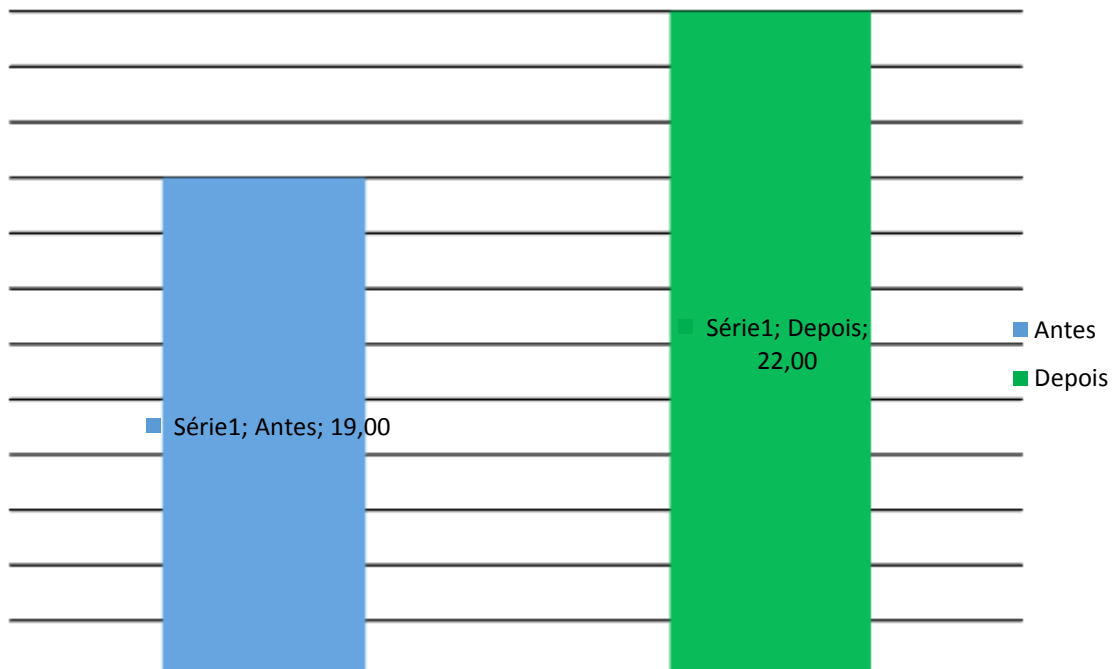 Série1; Antes; 19,00
Série1; Depois;
22,00
Antes
Depois